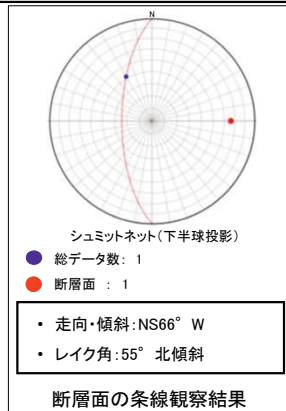 N
シュミットネット(下半球投影)
総データ数: 1
断層面 : 1
• 走向・傾斜:NS66° W
• レイク角:55° 北傾斜
断層面の条線観察結果